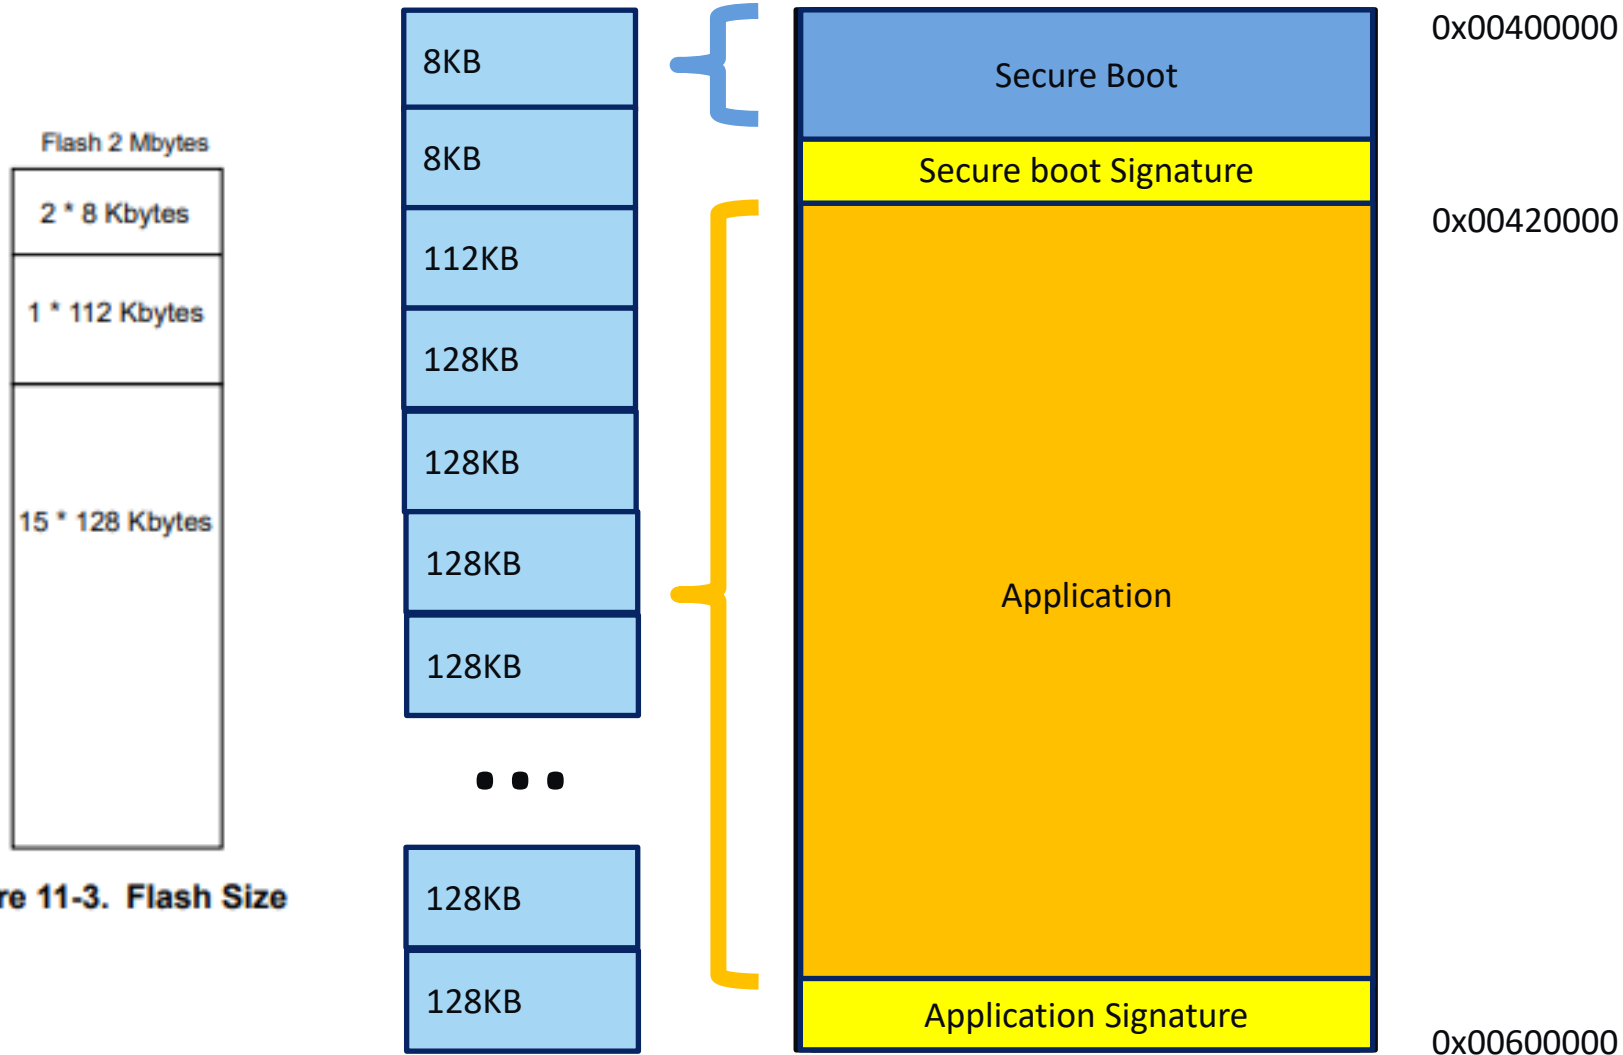 Flash 2 Mbytes
2 * 8 Kbytes
1 * 112 Kbytes
15 * 128 Kbytes
re 11-3. Flash Size
8KB
8KB
112KB
128KB
128KB
128KB
128KB
...
128KB
128KB
Secure Boot
Secure boot Signature
Application
Application Signature
0x00400000
0x00420000
0x00600000